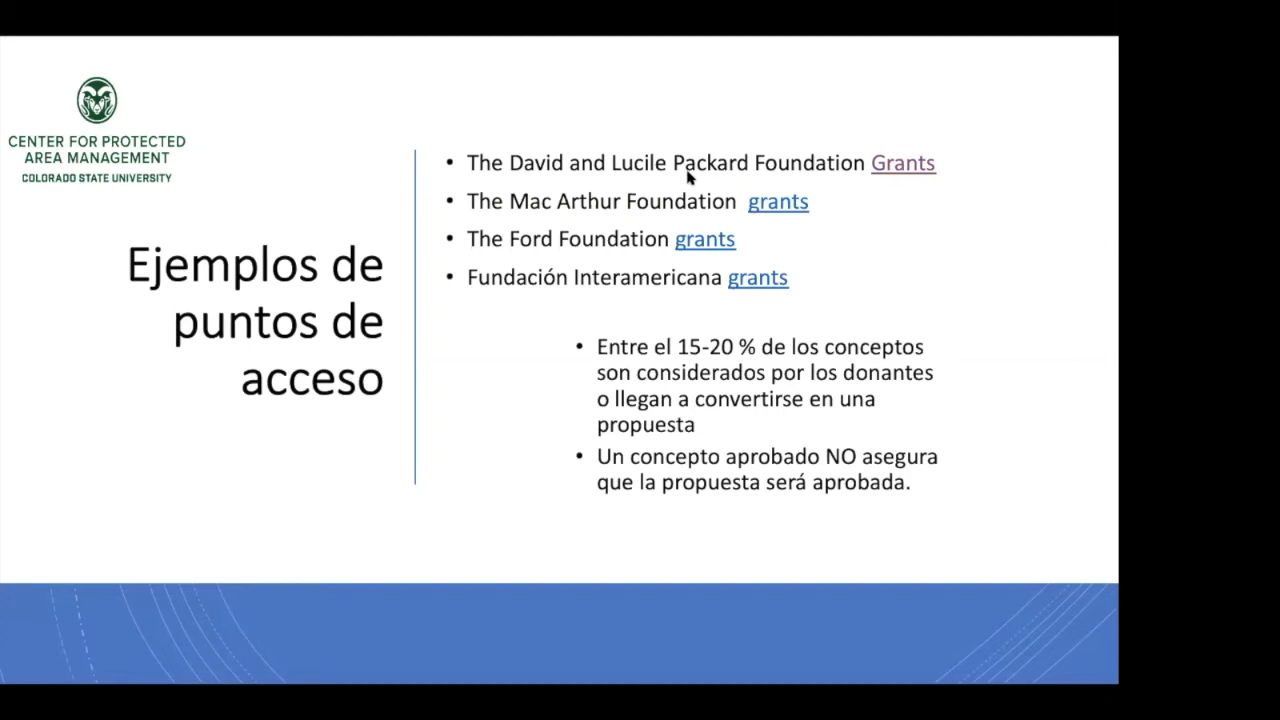 CENTER FOR PROTECTED
AREA MANAGEMENT
COLORADO STATE UNIVERSITY
Ejemplos de
puntos de
acceso
• The David and Lucile Packard Foundation Grants
• The Mac Arthur Foundation grants
• The Ford Foundation grants
• Fundación Interamericana grants
• Entre el 15-20 % de los conceptos
son considerados por los donantes
o llegan a convertirse en una
propuesta
• Un concepto aprobado NO asegura
que la propuesta será aprobada.